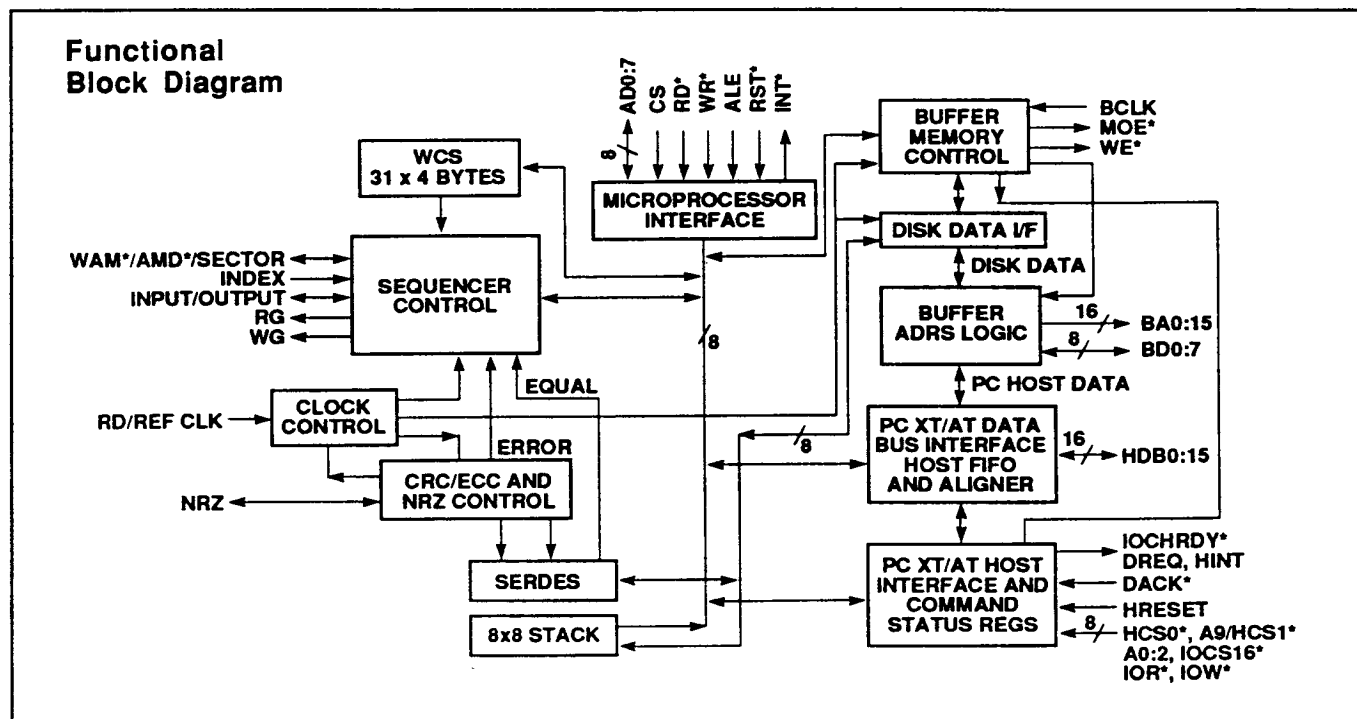 Functional
Block Diagram
AD0:7
CS
RD*
WR*
ALE
RST*
INT*
8
WCS
31 x 4 BYTES
MICROPROCESSOR
INTERFACE
BUFFER
MEMORY
CONTROL
BCLK
MOE*
WE*
DISK DATA I/F
DISK DATA
WAM*/AMD*/SECTOR
INDEX
INPUT/OUTPUT
RG
WG
SEQUENCER
CONTROL
8
BUFFER
ADRS LOGIC
16
BA0:15
8
BD0:7
EQUAL
PC HOST DATA
RD/REF CLK
CLOCK
CONTROL
ERROR
8
PC XT/AT DATA
BUS INTERFACE
HOST FIFO
AND ALIGNER
16
HDB0:15
NRZ
CRC/ECC AND
NRZ CONTROL
SERDES
8x8 STACK
PC XT/AT HOST
INTERFACE AND
COMMAND
STATUS REGS
IOCHRDY*
DREQ, HINT
DACK*
HRESET
8
HCS0*, A9/HCS1*
A0:2, IOCS16*
IOR*, IOW*